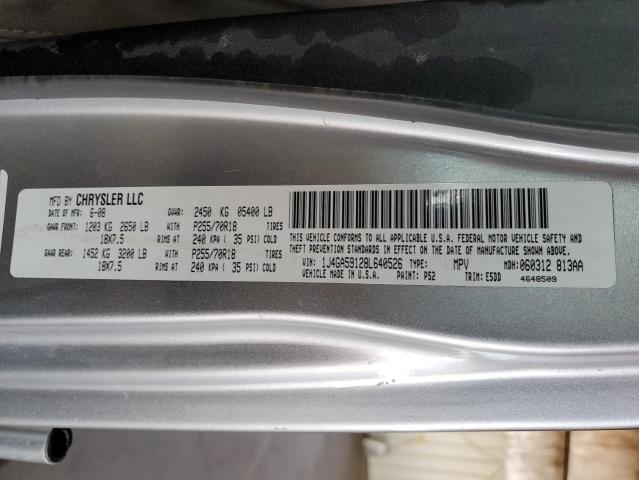 MFD BY CHRYSLER LLC
DATE OF MFG. 6-08 GVWR: 2450 KG 05400 LB
GAWR FRONT: 1203 KG 2650 LB WITH P255/70R18 TIRES
18X7.5 RIMS AT 240 KPA ( 35 PSI) COLD
GAWR REAR: 1452 KG 3200 LB WITH P255/70R18 TIRES
18X7.5 RIMS AT 240 KPA ( 35 PSI) COLD
THIS VEHICLE CONFORMS TO ALL APPLICABLE U.S.A. FEDERAL MOTOR VEHICLE SAFETY AND
THEFT PREVENTION STANDARDS IN EFFECT ON THE DATE OF MANUFACTURE SHOWN ABOVE.
VIN: 1J4GA59128L640526 TYPE: MPV MDH: 060312 813AA
VEHICLE MADE IN U.S.A. PAINT: PS2 TRIM: E5DD 4648509